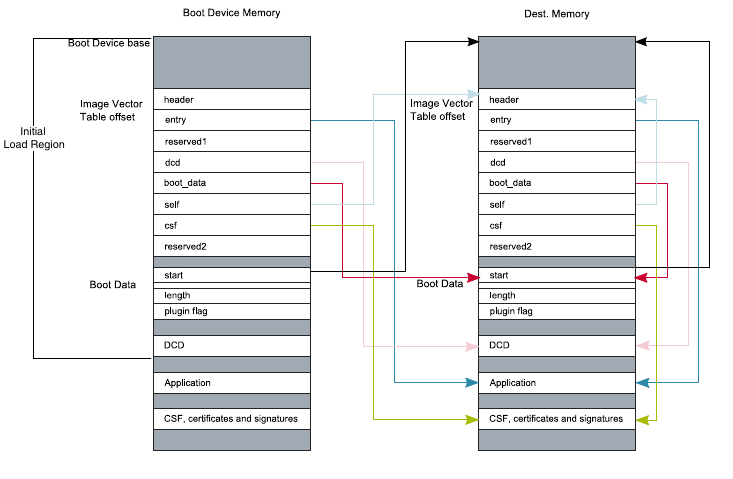 Boot Device Memory
Boot Device base
Image Vector
Table offset
Initial
Load Region
header
entry
reserved1
dcd
boot_data
self
csf
reserved2
Boot Data
start
length
plugin flag
DCD
Application
CSF, certificates and signatures
Dest. Memory
Image Vector
Table offset
header
entry
reserved1
dcd
boot_data
self
csf
reserved2
Boot Data
start
length
plugin flag
DCD
Application
CSF, certificates and signatures